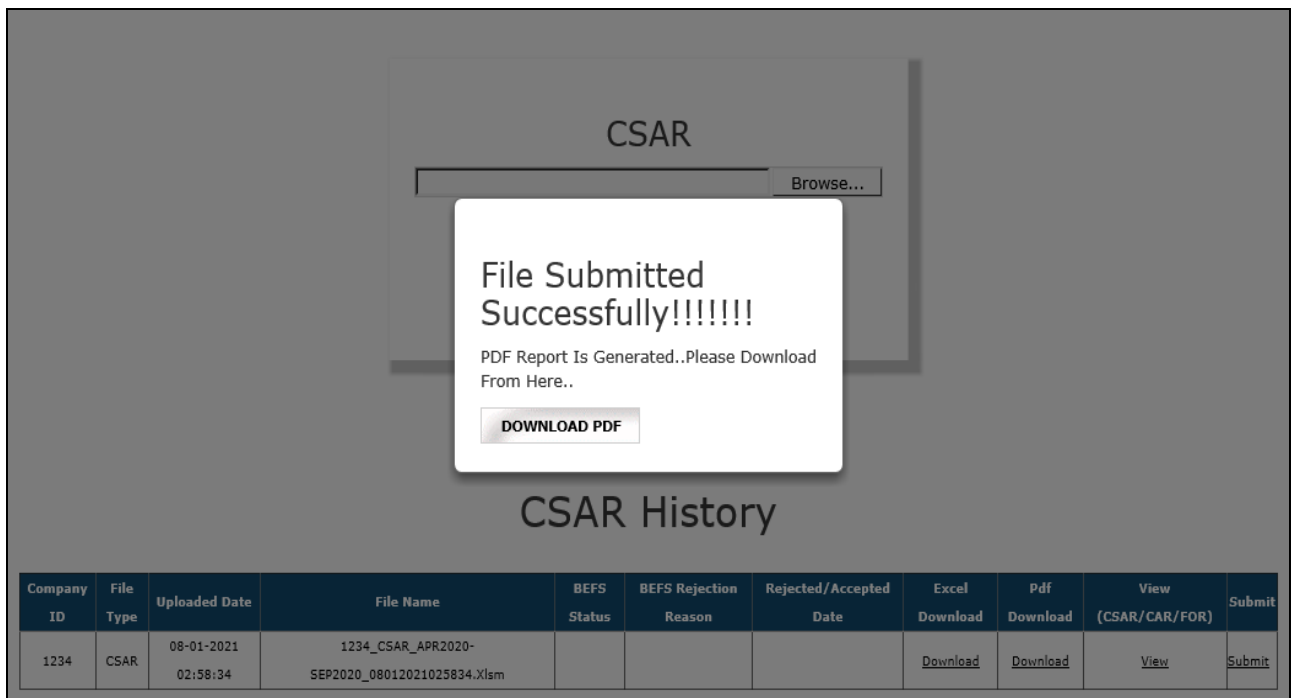 CSAR
Browse...
File Submitted
Successfully!!!!!!!
PDF Report Is Generated..Please Download
From Here..
DOWNLOAD PDF
CSAR History
Company ID File Type Uploaded Date File Name BEFS Status BEFS Rejection Reason Rejected/Accepted Date Excel Download Pdf Download View (CSAR/CAR/FOR) Submit
1234 CSAR 08-01-2021 02:58:34 1234_CSAR_APR2020-SEP2020_08012021025834.Xlsm Download Download View Submit